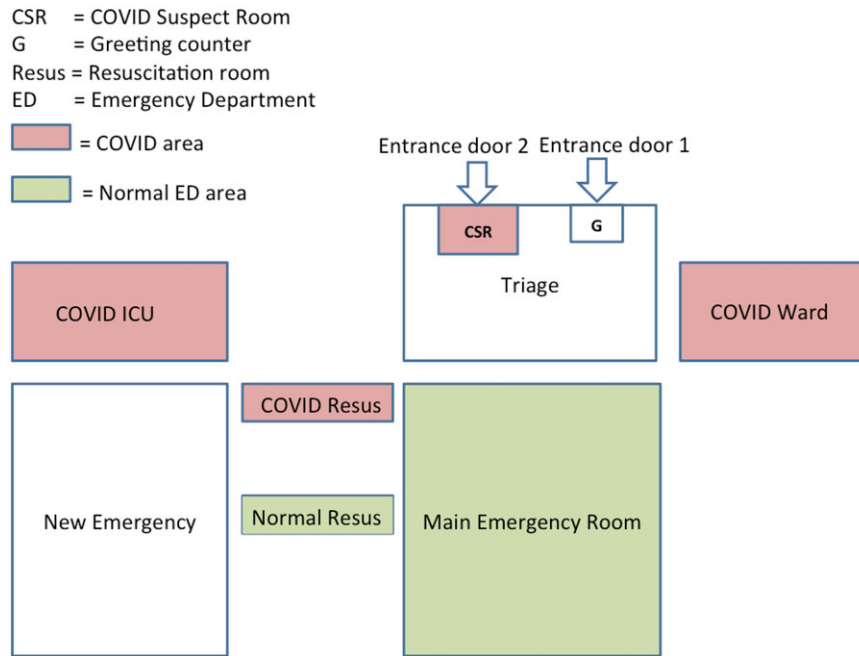 CSR = COVID Suspect Room
G = Greeting counter
Resus = Resuscitation room
ED = Emergency Department
= COVID area
= Normal ED area
Entrance door 2 Entrance door 1
CSR G
Triage
COVID ICU
COVID Ward
COVID Resus
New Emergency
Normal Resus
Main Emergency Room